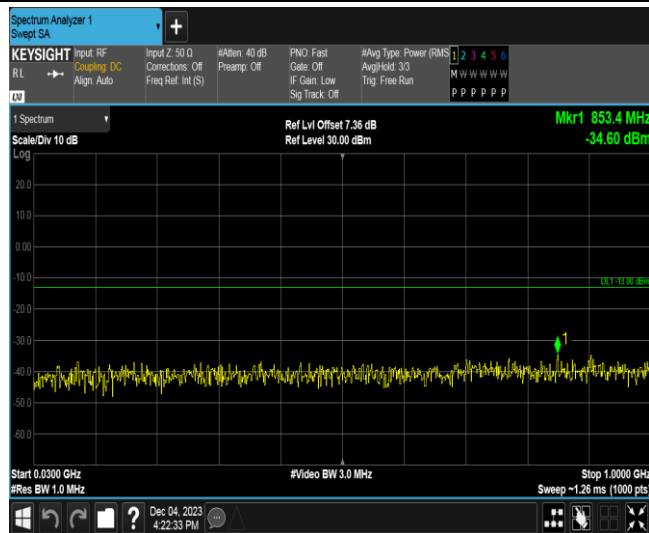 Spectrum Analyzer 1
Swept SA
+
KEYSIGHT Input: RF Input Z: 50 Ω #Atten: 40 dB PNO: Fast #Avg Type: Power (RMS 1 2 3 4 5 6
RL Coupling: DC Corrections: Off Preamp: Off Gate: Off Avg|Hold: 3/3 M W W W W W
Align: Auto Freq Ref: Int (S) IF Gain: Low Trig: Free Run
Sig Track: Off P P P P P P
LXI
1 Spectrum
Ref Lvl Offset 7.36 dB Mkr1 853.4 MHz
Scale/Div 10 dB Ref Level 30.00 dBm -34.60 dBm
Log
20.0
10.0
0.00
-10.0
DL1 -13.00 dBm
-20.0
-30.0
1
-40.0
-50.0
-60.0
Start 0.0300 GHz #Video BW 3.0 MHz Stop 1.0000 GHz
#Res BW 1.0 MHz Sweep ~1.26 ms (1000 pts)
? Dec 04, 2023
4:22:33 PM